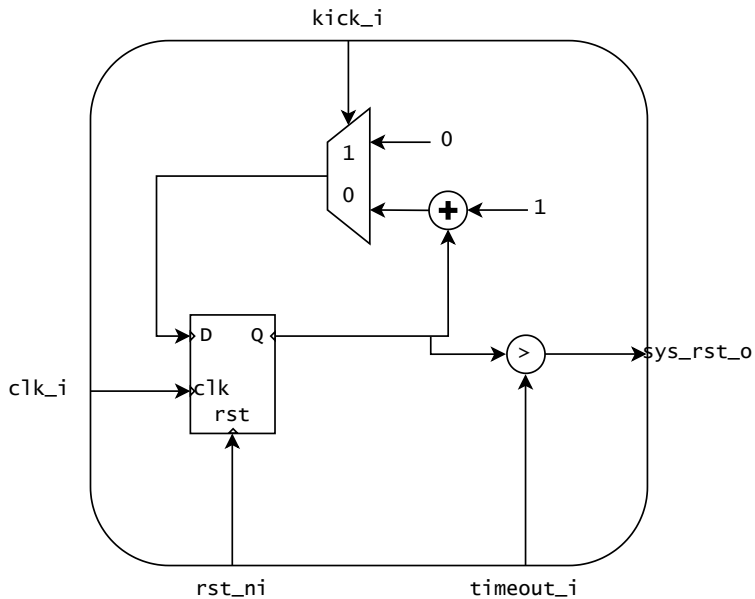 kick_i
1
0
0
+
1
D
Q
clk_i
clk
rst
>
sys_rst_o
rst_ni
timeout_i